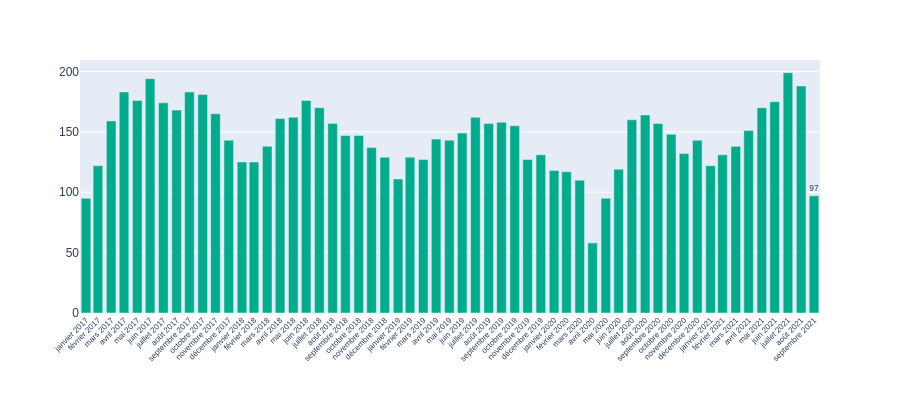 200
150
100
50
0
97
janvier 2017
février 2017
mars 2017
avril 2017
mai 2017
juin 2017
juillet 2017
août 2017
septembre 2017
octobre 2017
novembre 2017
décembre 2017
janvier 2018
février 2018
mars 2018
avril 2018
mai 2018
juin 2018
juillet 2018
août 2018
septembre 2018
octobre 2018
novembre 2018
décembre 2018
janvier 2019
février 2019
mars 2019
avril 2019
mai 2019
juin 2019
juillet 2019
août 2019
septembre 2019
octobre 2019
novembre 2019
décembre 2019
janvier 2020
février 2020
mars 2020
avril 2020
mai 2020
juin 2020
juillet 2020
août 2020
septembre 2020
octobre 2020
novembre 2020
décembre 2020
janvier 2021
février 2021
mars 2021
avril 2021
mai 2021
juin 2021
juillet 2021
août 2021
septembre 2021